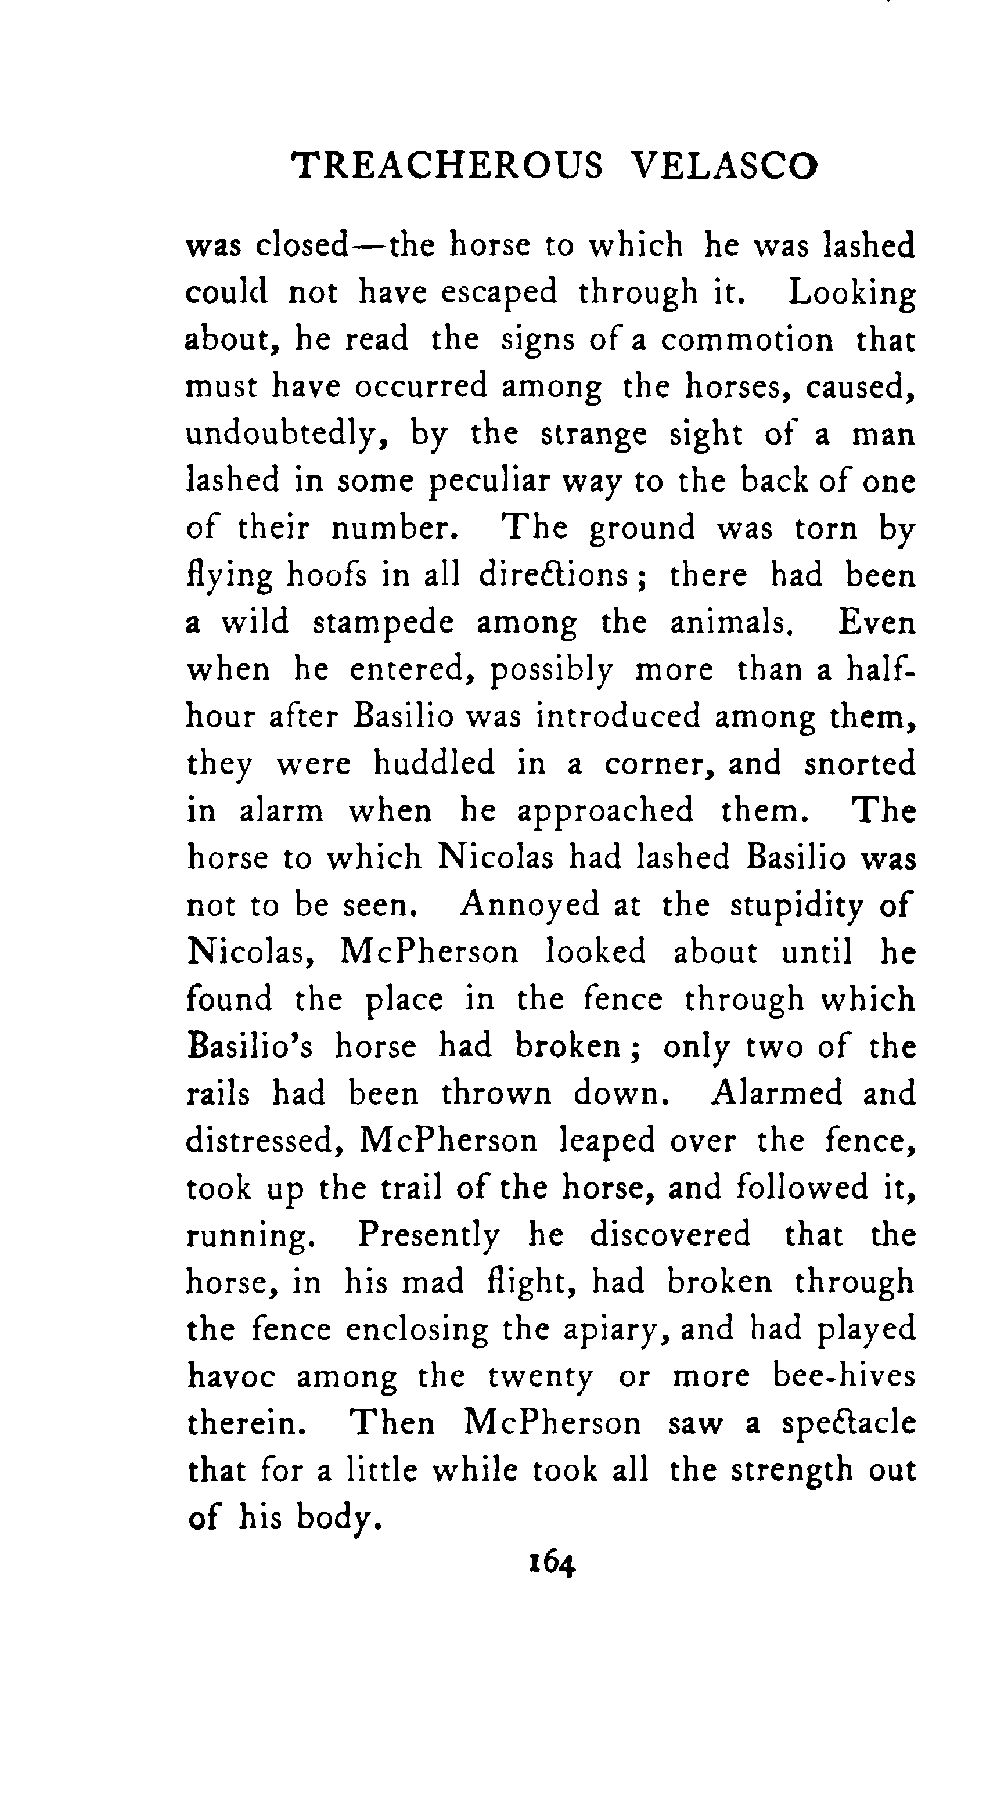 TREACHEROUS VELASCO
was closed—the horse to which he was lashed
could not have escaped through it. Looking
about, he read the signs of a commotion that
must have occurred among the horses, caused,
undoubtedly, by the strange sight of a man
lashed in some peculiar way to the back of one
of their number. The ground was torn by
flying hoofs in all directions; there had been
a wild stampede among the animals. Even
when he entered, possibly more than a half-
hour after Basilio was introduced among them,
they were huddled in a corner, and snorted
in alarm when he approached them. The
horse to which Nicolas had lashed Basilio was
not to be seen. Annoyed at the stupidity of
Nicolas, McPherson looked about until he
found the place in the fence through which
Basilio's horse had broken; only two of the
rails had been thrown down. Alarmed and
distressed, McPherson leaped over the fence,
took up the trail of the horse, and followed it,
running. Presently he discovered that the
horse, in his mad flight, had broken through
the fence enclosing the apiary, and had played
havoc among the twenty or more bee-hives
therein. Then McPherson saw a spectacle
that for a little while took all the strength out
of his body.
164